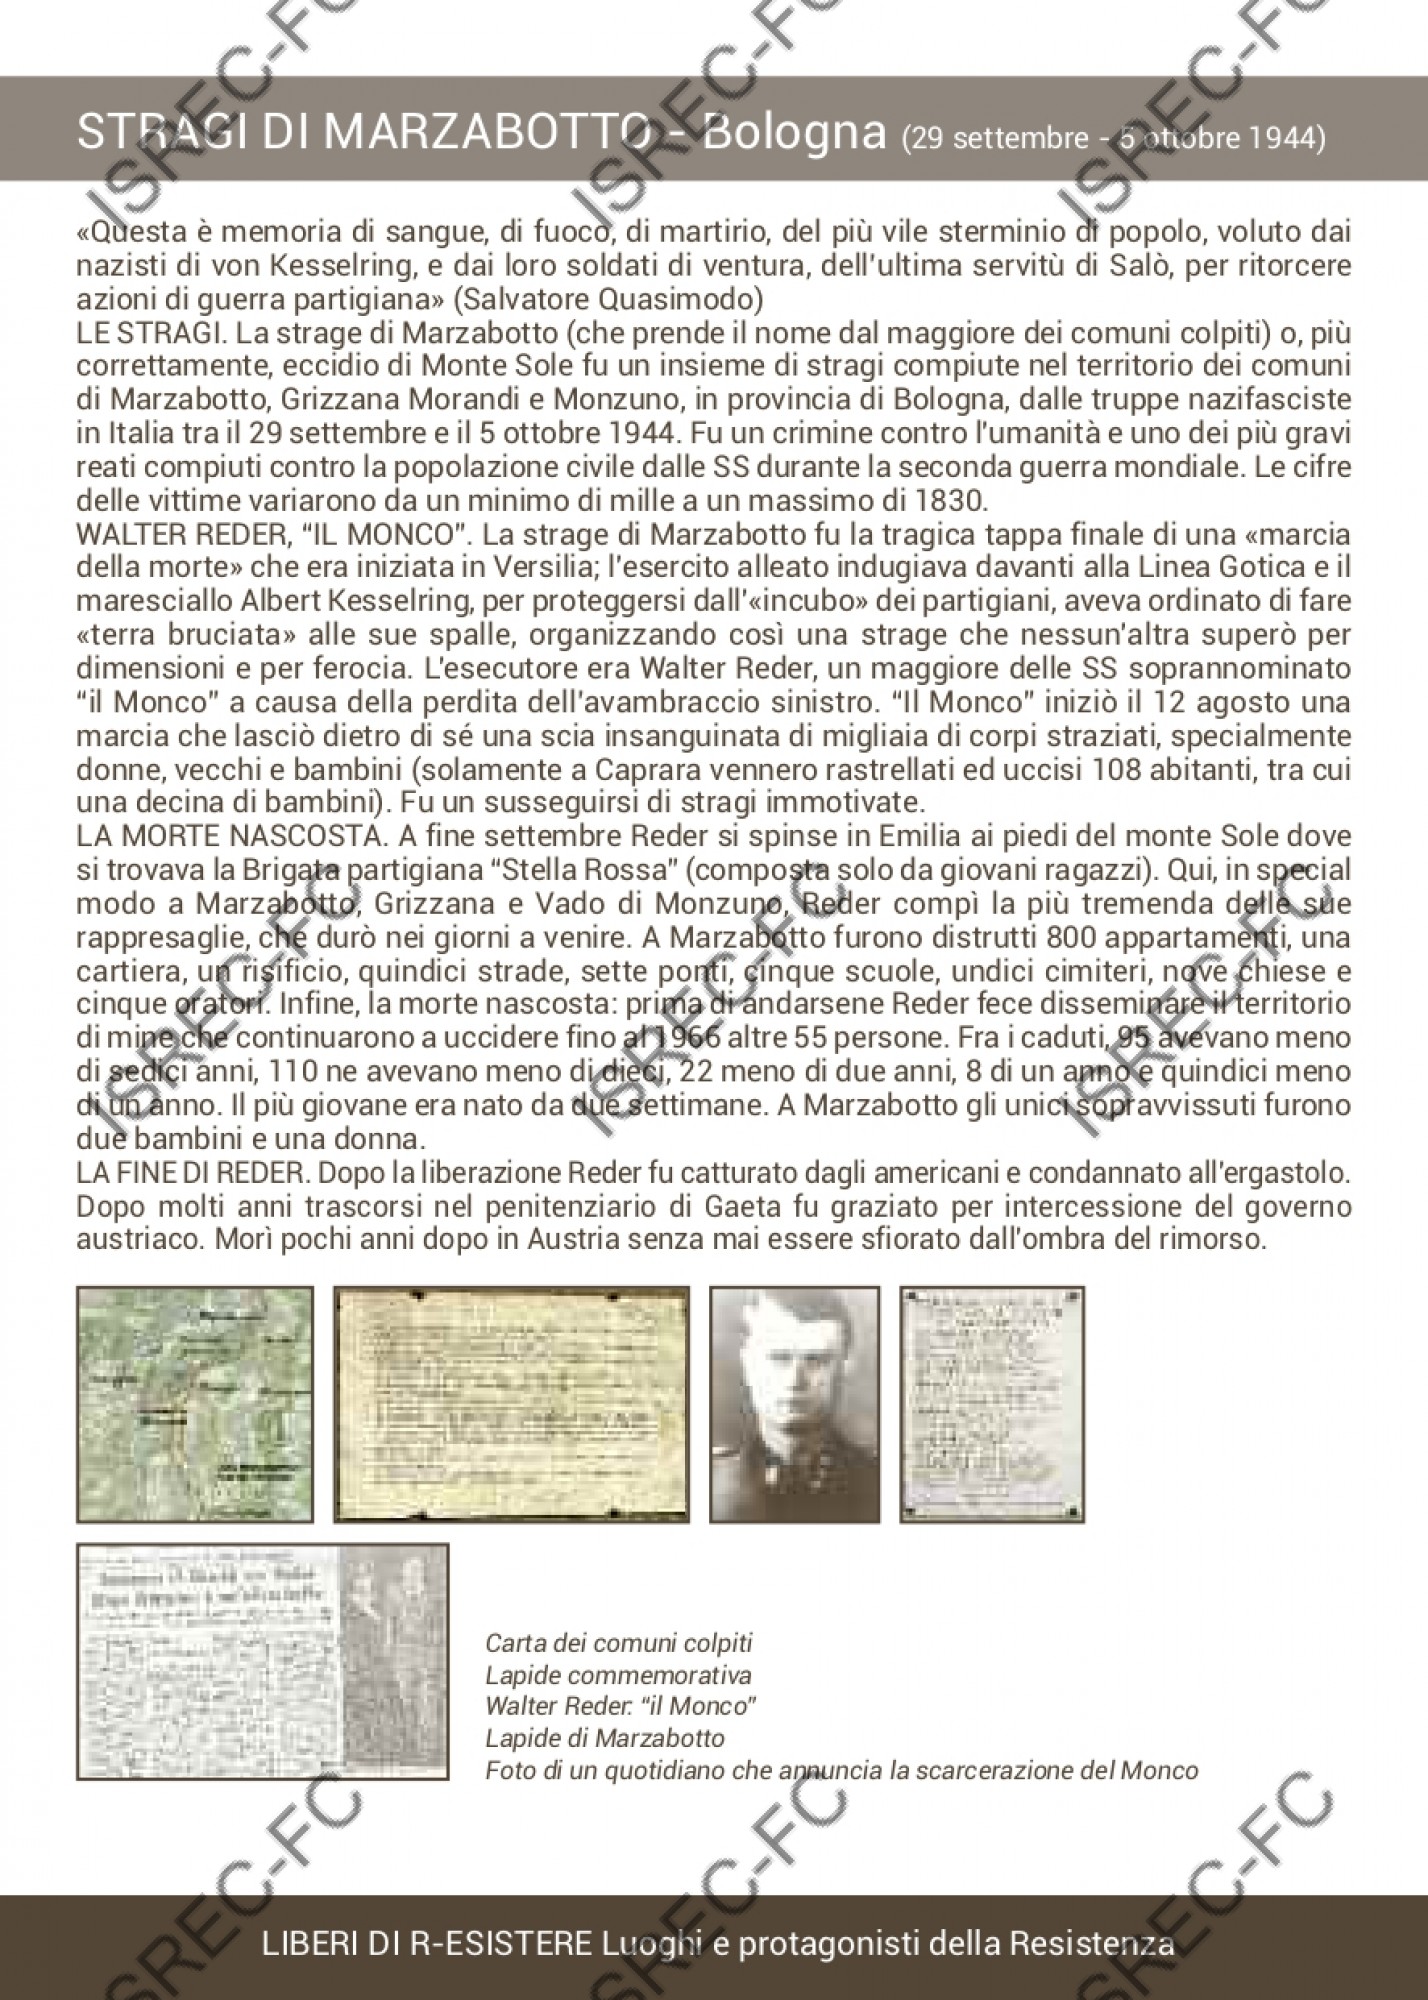 STRAGI DI MARZABOTTO - Bologna (29 settembre - 5 ottobre 1944)
«Questa è memoria di sangue, di fuoco, di martirio, del più vile sterminio di popolo, voluto dai
nazisti di von Kesselring, e dai loro soldati di ventura, dell'ultima servitù di Salò, per ritorcere
azioni di guerra partigiana» (Salvatore Quasimodo)
LE STRAGI. La strage di Marzabotto (che prende il nome dal maggiore dei comuni colpiti) o, più
correttamente, eccidio di Monte Sole fu un insieme di stragi compiute nel territorio dei comuni
di Marzabotto, Grizzana Morandi e Monzuno, in provincia di Bologna, dalle truppe nazifasciste
in Italia tra il 29 settembre e il 5 ottobre 1944. Fu un crimine contro l'umanità e uno dei più gravi
reati compiuti contro la popolazione civile dalle SS durante la seconda guerra mondiale. Le cifre
delle vittime variarono da un minimo di mille a un massimo di 1830.
WALTER REDER, “IL MONCO”. La strage di Marzabotto fu la tragica tappa finale di una «marcia
della morte» che era iniziata in Versilia; l'esercito alleato indugiava davanti alla Linea Gotica e il
maresciallo Albert Kesselring, per proteggersi dall'«incubo» dei partigiani, aveva ordinato di fare
«terra bruciata» alle sue spalle, organizzando così una strage che nessun'altra superò per
dimensioni e per ferocia. L'esecutore era Walter Reder, un maggiore delle SS soprannominato
“il Monco” a causa della perdita dell'avambraccio sinistro. “Il Monco” iniziò il 12 agosto una
marcia che lasciò dietro di sé una scia insanguinata di migliaia di corpi straziati, specialmente
donne, vecchi e bambini (solamente a Caprara vennero rastrellati ed uccisi 108 abitanti, tra cui
una decina di bambini). Fu un susseguirsi di stragi immotivate.
LA MORTE NASCOSTA. A fine settembre Reder si spinse in Emilia ai piedi del monte Sole dove
si trovava la Brigata partigiana “Stella Rossa” (composta solo da giovani ragazzi). Qui, in special
modo a Marzabotto, Grizzana e Vado di Monzuno, Reder compì la più tremenda delle sue
rappresaglie, che durò nei giorni a venire. A Marzabotto furono distrutti 800 appartamenti, una
cartiera, un risificio, quindici strade, sette ponti, cinque scuole, undici cimiteri, nove chiese e
cinque oratori. Infine, la morte nascosta: prima di andarsene Reder fece disseminare il territorio
di mine che continuarono a uccidere fino al 1966 altre 55 persone. Fra i caduti, 95 avevano meno
di sedici anni, 110 ne avevano meno di dieci, 22 meno di due anni, 8 di un anno e quindici meno
di un anno. Il più giovane era nato da due settimane. A Marzabotto gli unici sopravvissuti furono
due bambini e una donna.
LA FINE DI REDER. Dopo la liberazione Reder fu catturato dagli americani e condannato all'ergastolo.
Dopo molti anni trascorsi nel penitenziario di Gaeta fu graziato per intercessione del governo
austriaco. Morì pochi anni dopo in Austria senza mai essere sfiorato dall'ombra del rimorso.
Carta dei comuni colpiti
Lapide commemorativa
Walter Reder: “il Monco”
Lapide di Marzabotto
Foto di un quotidiano che annuncia la scarcerazione del Monco
LIBERI DI R-ESISTERE Luoghi e protagonisti della Resistenza
ISREC-FC
ISREC-FC
ISREC-FC
ISREC-FC
ISREC-FC
ISREC-FC
ISREC-FC
ISREC-FC
ISREC-FC